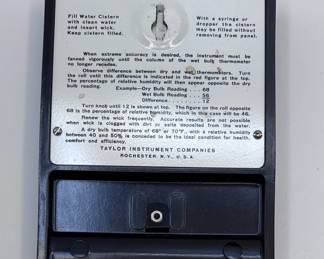 Fill Water Cistern
with clean water
and insert wick.
Keep cistern filled.
With a syringe or
dropper the cistern
may be filled without
removing from panel.
When extreme accuracy is desired, the instrument must be
fanned vigorously until the column of the wet bulb thermometer
no longer recedes.
Observe difference between dry and wet thermometers. Turn
the roll until this difference is indicated in the red figure at the top.
The percentage of relative humidity will then appear opposite the dry
bulb reading.
Example—Dry Bulb Reading . . 68
Wet Bulb Reading . . 56
Difference . . . . . 12
Turn knob until 12 is shown at top. The figure on the roll opposite
68 is the percentage of relative humidity, which in this case will be 46.
Renew the wick frequently. Accurate results are not possible
when wick is clogged with dirt or salts deposited from the water.
A dry bulb temperature of 68° or 70°F., with a relative humidity
between 40 and 50% is conceded to be the ideal condition for health,
comfort and efficiency.
TAYLOR INSTRUMENT COMPANIES
ROCHESTER, N.Y., U.S.A.